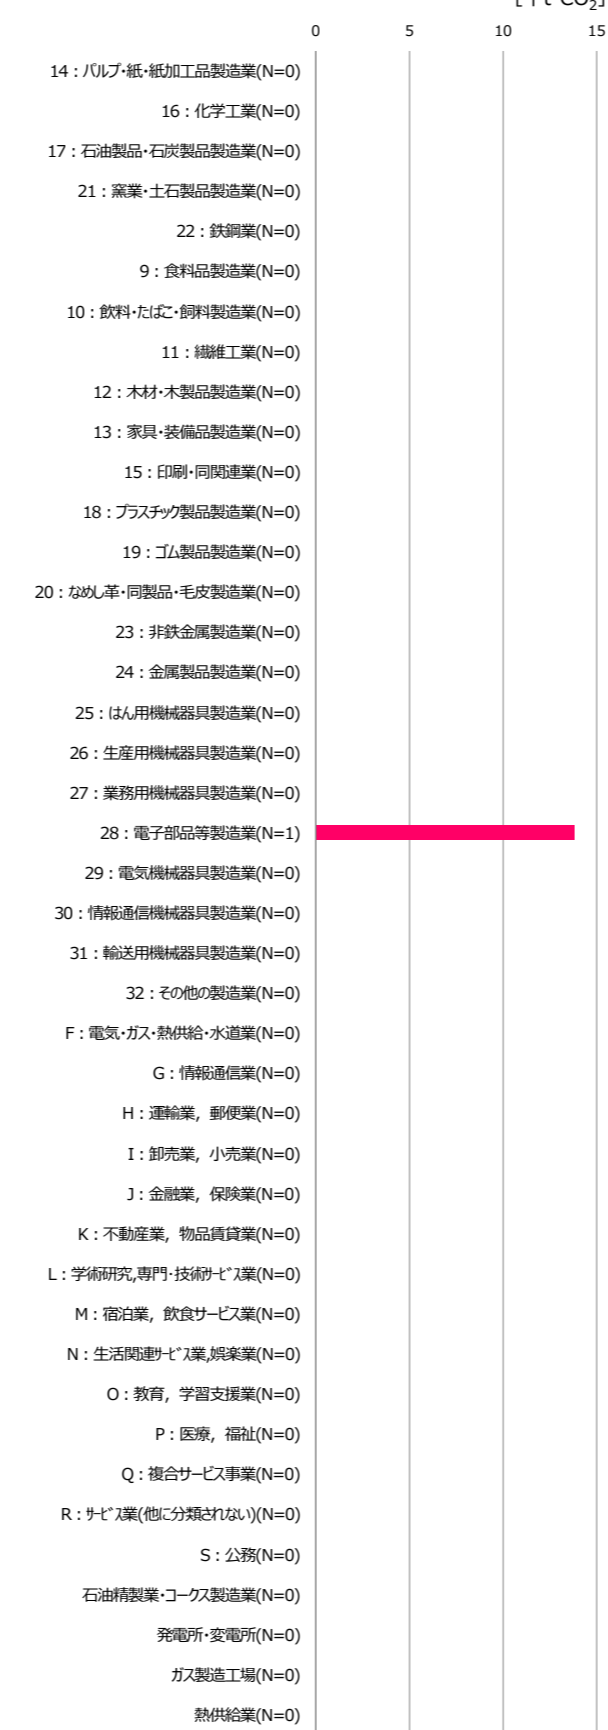 0 5 10 15
14：パルプ・紙・紙加工品製造業(N=0)
16：化学工業(N=0)
17：石油製品・石炭製品製造業(N=0)
21：窯業・土石製品製造業(N=0)
22：鉄鋼業(N=0)
9：食料品製造業(N=0)
10：飲料・たばこ・飼料製造業(N=0)
11：繊維工業(N=0)
12：木材・木製品製造業(N=0)
13：家具・装備品製造業(N=0)
15：印刷・同関連業(N=0)
18：プラスチック製品製造業(N=0)
19：ゴム製品製造業(N=0)
20：なめし革・同製品・毛皮製造業(N=0)
23：非鉄金属製造業(N=0)
24：金属製品製造業(N=0)
25：はん用機械器具製造業(N=0)
26：生産用機械器具製造業(N=0)
27：業務用機械器具製造業(N=0)
28：電子部品等製造業(N=1)
29：電気機械器具製造業(N=0)
30：情報通信機械器具製造業(N=0)
31：輸送用機械器具製造業(N=0)
32：その他の製造業(N=0)
F：電気・ガス・熱供給・水道業(N=0)
G：情報通信業(N=0)
H：運輸業，郵便業(N=0)
I：卸売業，小売業(N=0)
J：金融業，保険業(N=0)
K：不動産業，物品賃貸業(N=0)
L：学術研究,専門・技術ｻｰﾋﾞｽ業(N=0)
M：宿泊業，飲食サービス業(N=0)
N：生活関連ｻｰﾋﾞｽ業,娯楽業(N=0)
O：教育，学習支援業(N=0)
P：医療，福祉(N=0)
Q：複合サービス事業(N=0)
R：ｻｰﾋﾞｽ業(他に分類されない)(N=0)
S：公務(N=0)
石油精製業・コークス製造業(N=0)
発電所・変電所(N=0)
ガス製造工場(N=0)
熱供給業(N=0)